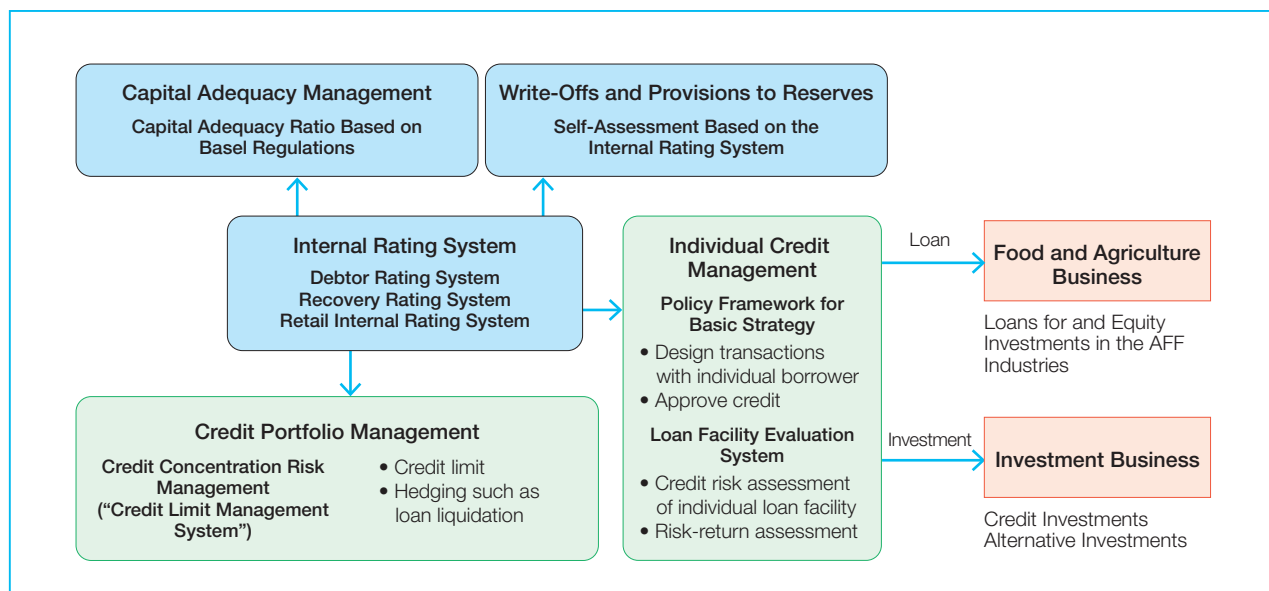 Capital Adequacy Management
Capital Adequacy Ratio Based on
Basel Regulations
Write-Offs and Provisions to Reserves
Self-Assessment Based on the
Internal Rating System
Internal Rating System
Debtor Rating System
Recovery Rating System
Retail Internal Rating System
Credit Portfolio Management
Credit Concentration Risk
Management
(“Credit Limit Management
System”)
• Credit limit
• Hedging such as
loan liquidation
Individual Credit
Management
Policy Framework for
Basic Strategy
• Design transactions
with individual borrower
• Approve credit
Loan Facility Evaluation
System
• Credit risk assessment
of individual loan facility
• Risk-return assessment
Loan
Food and Agriculture
Business
Loans for and Equity
Investments in the AFF
Industries
Investment
Investment Business
Credit Investments
Alternative Investments